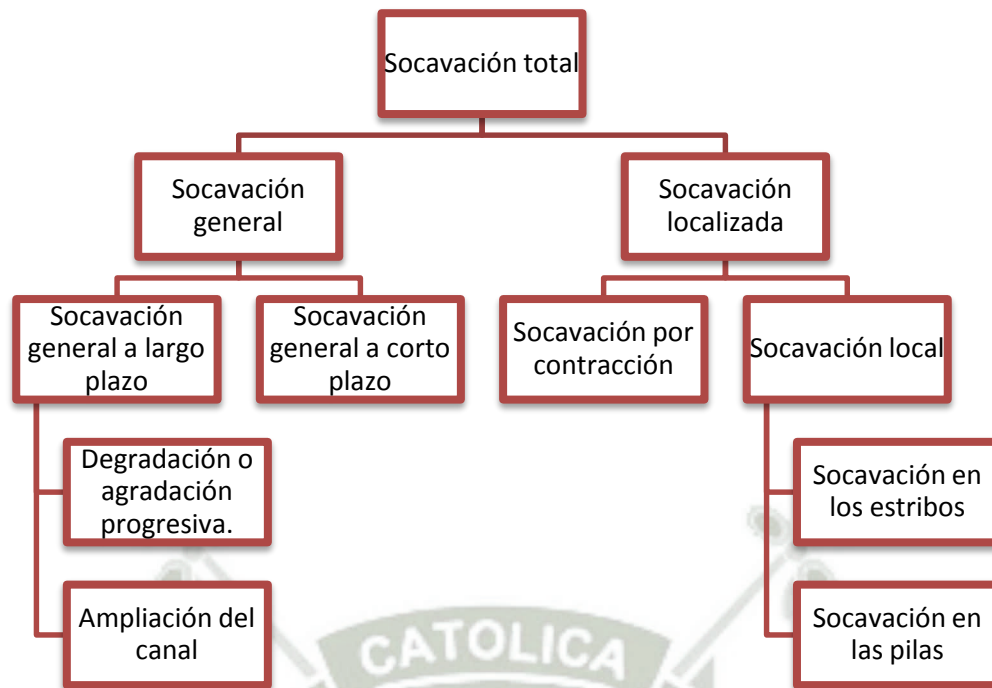 Socavación total
Socavación
general
Socavación
localizada
Socavación
general a largo
plazo
Socavación
general a corto
plazo
Socavación por
contracción
Socavación local
Degradación o
agradación
progresiva.
Ampliación del
canal
Socavación en
los estribos
Socavación en
las pilas
CATOLICA